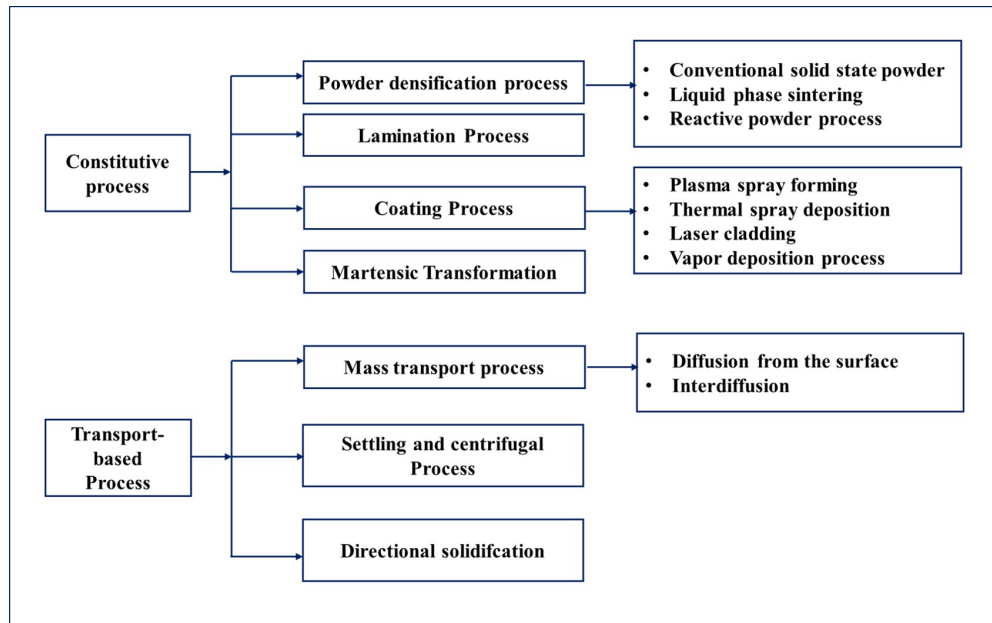 Constitutive
process
Powder densification process
Lamination Process
Coating Process
Martensic Transformation
• Conventional solid state powder
• Liquid phase sintering
• Reactive powder process
• Plasma spray forming
• Thermal spray deposition
• Laser cladding
• Vapor deposition process
Transport-
based
Process
Mass transport process
Settling and centrifugal
Process
Directional solidifcation
• Diffusion from the surface
• Interdiffusion